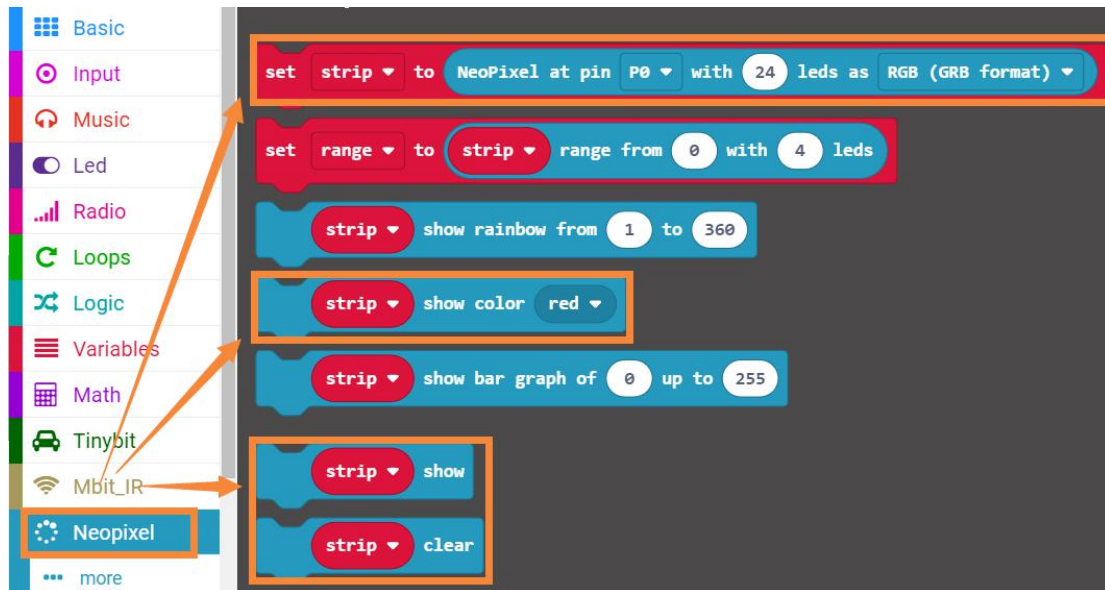 Basic
Input
Music
Led
Radio
Loops
Logic
Variables
Math
Tinybit
Mbit_IR
Neopixel
more
set strip to NeoPixel at pin P0 with 24 leds as RGB (GRB format)
set range to strip range from 0 with 4 leds
strip show rainbow from 1 to 360
strip show color red
strip show bar graph of 0 up to 255
strip show
strip clear